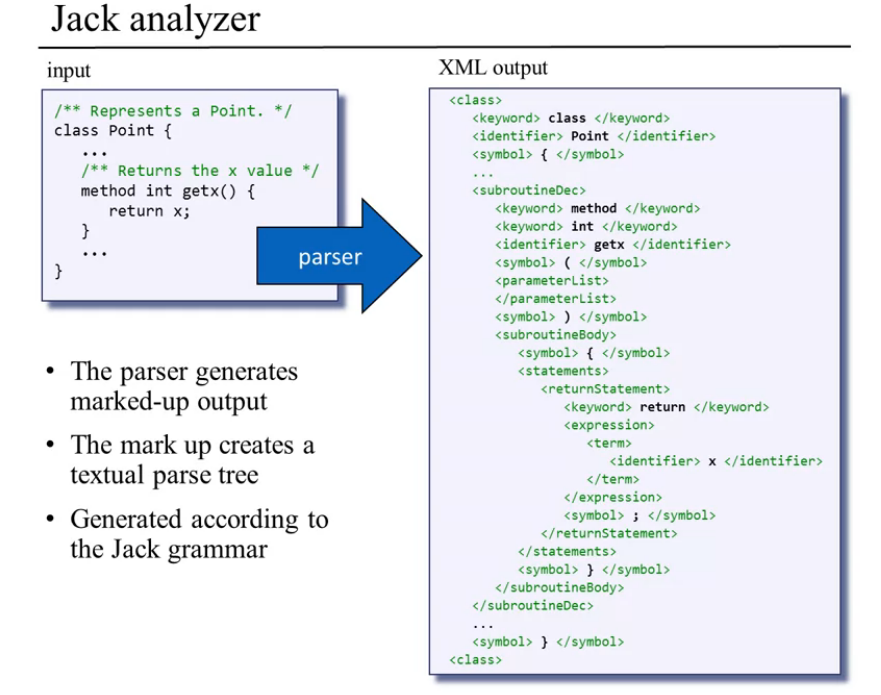 Jack analyzer
input
/** Represents a Point. */
class Point {
...
/** Returns the x value */
method int getx() {
return x;
}
...
}
parser
• The parser generates
marked-up output
• The mark up creates a
textual parse tree
• Generated according to
the Jack grammar
XML output
<class>
<keyword> class </keyword>
<identifier> Point </identifier>
<symbol> { </symbol>
...
<subroutineDec>
<keyword> method </keyword>
<keyword> int </keyword>
<identifier> getx </identifier>
<symbol> ( </symbol>
<parameterList>
</parameterList>
<symbol> ) </symbol>
<subroutineBody>
<symbol> { </symbol>
<statements>
<returnStatement>
<keyword> return </keyword>
<expression>
<term>
<identifier> x </identifier>
</term>
</expression>
<symbol> ; </symbol>
</returnStatement>
</statements>
<symbol> } </symbol>
</subroutineBody>
</subroutineDec>
...
<symbol> } </symbol>
<class>